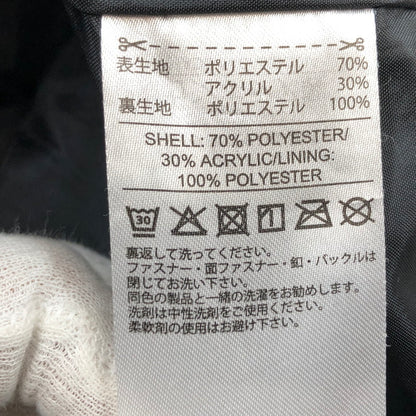 表生地 ポリエステル 70%
アクリル 30%
裏生地 ポリエステル 100%
SHELL: 70% POLYESTER/
30% ACRYLIC/LINING:
100% POLYESTER
30
裏返して洗ってください。
ファスナー・面ファスナー・釦・バックルは
閉じてお洗い下さい。
同色の製品と一緒の洗濯をお勧めします。
洗剤は中性洗剤をご使用ください。
柔軟剤の使用はお避け下さい。